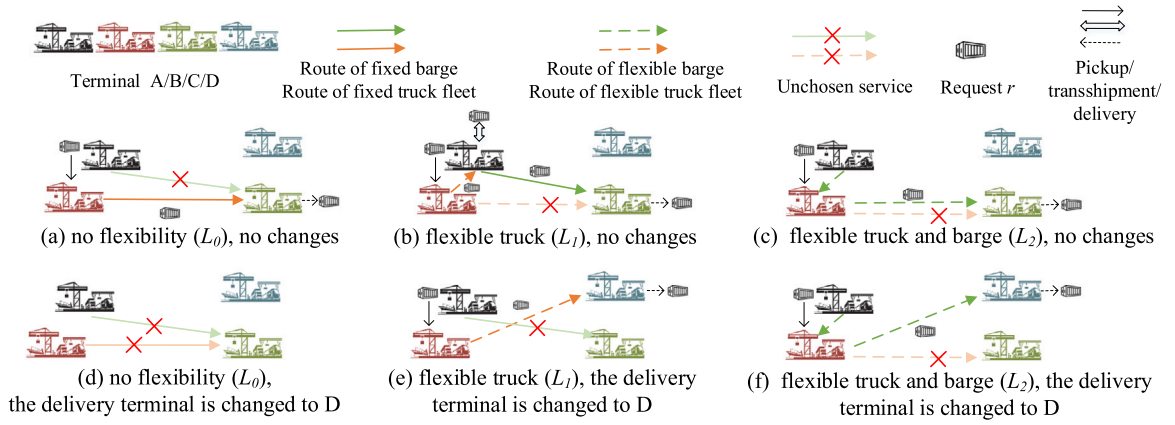 Terminal A/B/C/D
Route of fixed barge
Route of fixed truck fleet
Route of flexible barge
Route of flexible truck fleet
Unchosen service
Request r
Pickup/
transshipment/
delivery
(a) no flexibility (L0), no changes
(b) flexible truck (L1), no changes
(c) flexible truck and barge (L2), no changes
(d) no flexibility (L0),
the delivery terminal is changed to D
(e) flexible truck (L1), the delivery
terminal is changed to D
(f) flexible truck and barge (L2), the delivery
terminal is changed to D